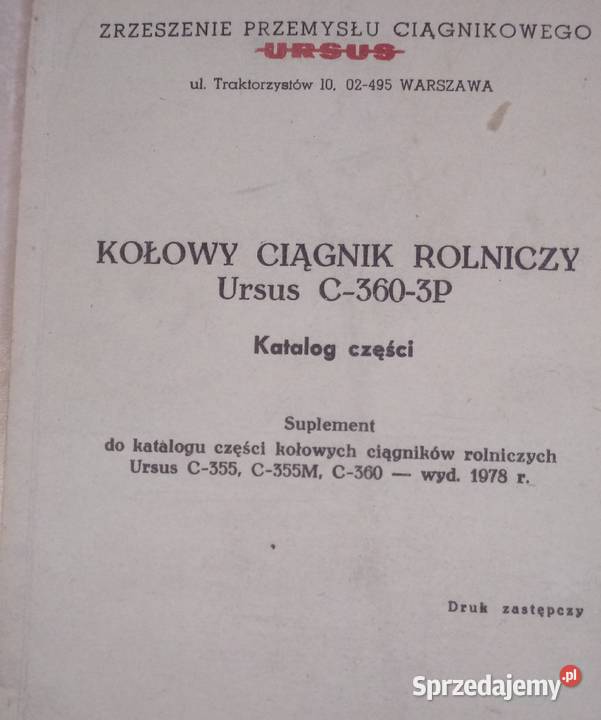 ZRZESZENIE PRZEMYSŁU CIĄGNIKOWEGO
URSUS
ul. Traktorzystów 10, 02-495 WARSZAWA
KOŁOWY CIĄGNIK ROLNICZY
Ursus C-360-3P
Katalog części
Suplement
do katalogu części kołowych ciągników rolniczych
Ursus C-355, C-355M, C-360 — wyd. 1978 r.
Druk zastępczy
Sprzedajemy.pl